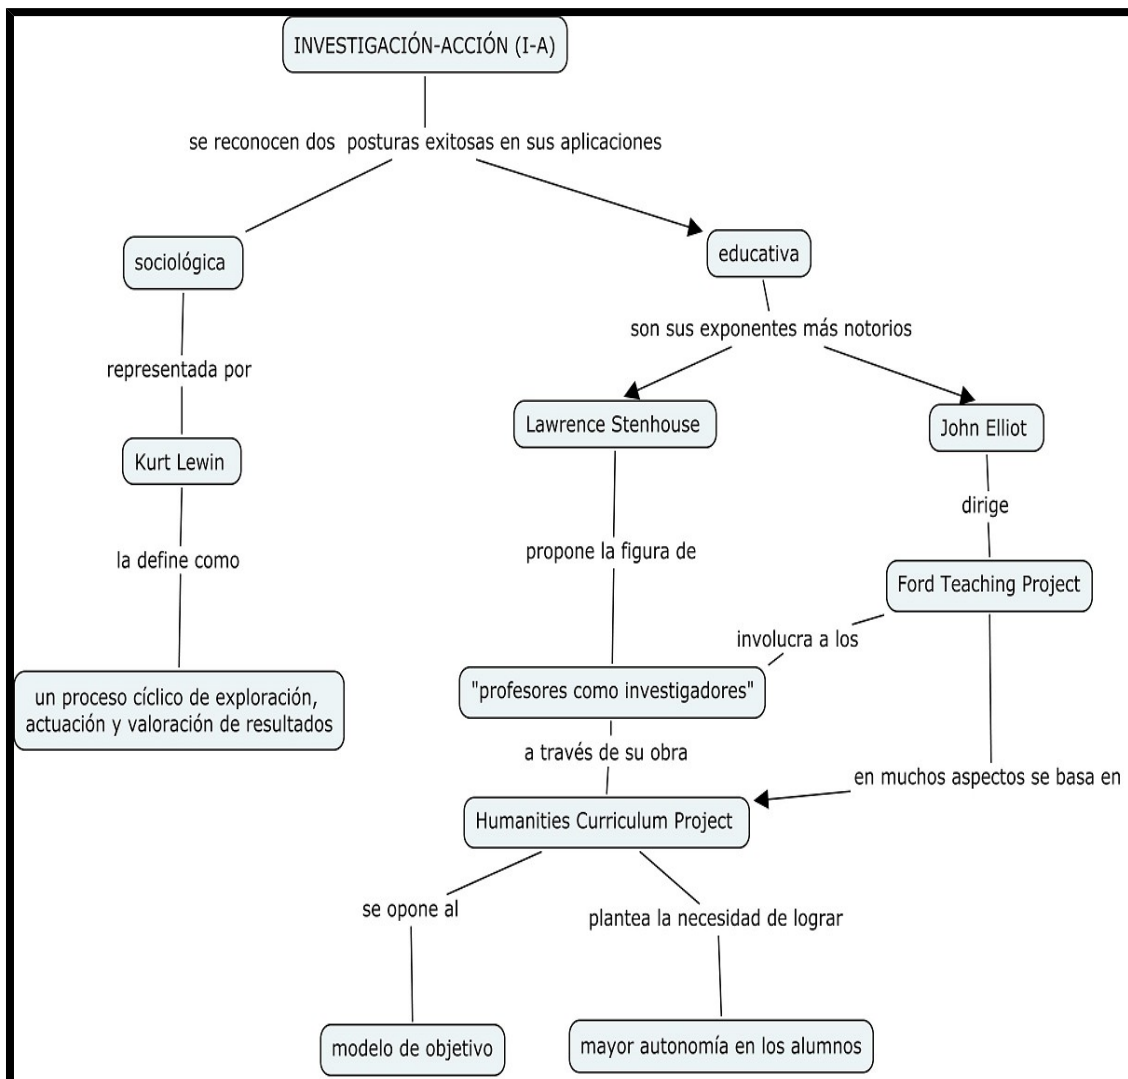 INVESTIGACIÓN-ACCIÓN (I-A)
se reconocen dos posturas exitosas en sus aplicaciones
sociológica
educativa
representada por
son sus exponentes más notorios
Kurt Lewin
Lawrence Stenhouse
John Elliot
la define como
propone la figura de
dirige
Ford Teaching Project
involucra a los
un proceso cíclico de exploración,
actuación y valoración de resultados
"profesores como investigadores"
a través de su obra
en muchos aspectos se basa en
Humanities Curriculum Project
se opone al
plantea la necesidad de lograr
modelo de objetivo
mayor autonomía en los alumnos